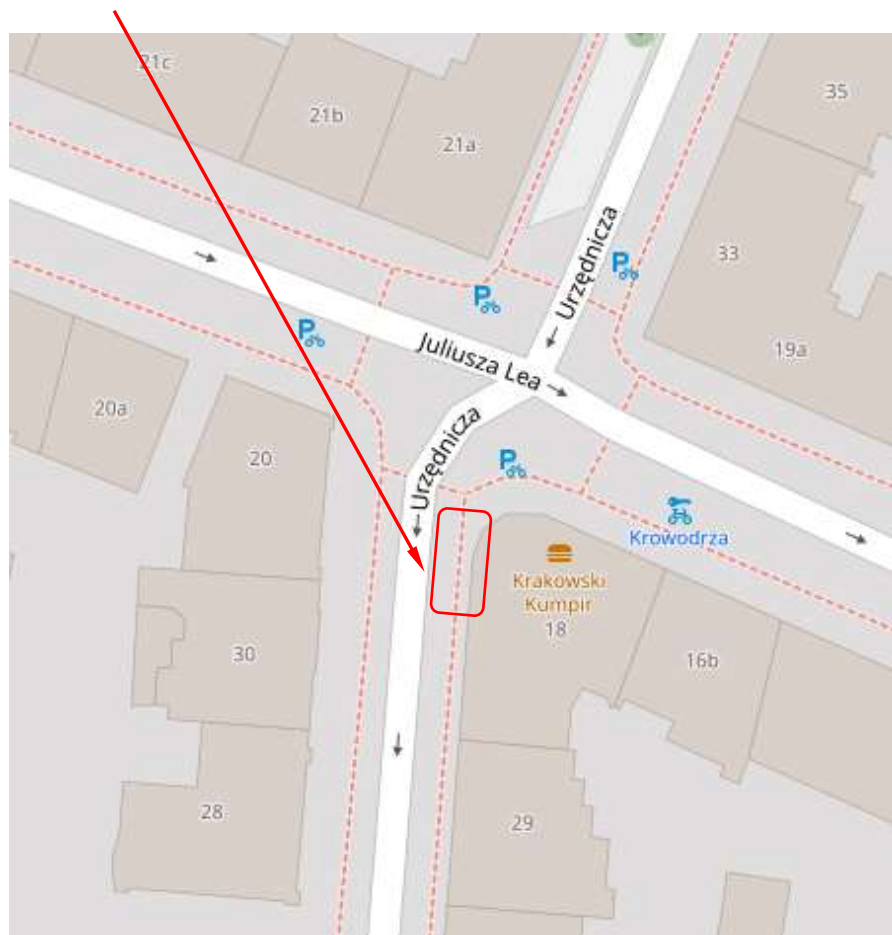 21c
21b
21a
35
Urzędnicza
33
P
P
P
Juliusza Lea
19a
20a
20
Urzędnicza
P
Krowodrza
Krakowski
Kumpir
18
30
16b
28
29